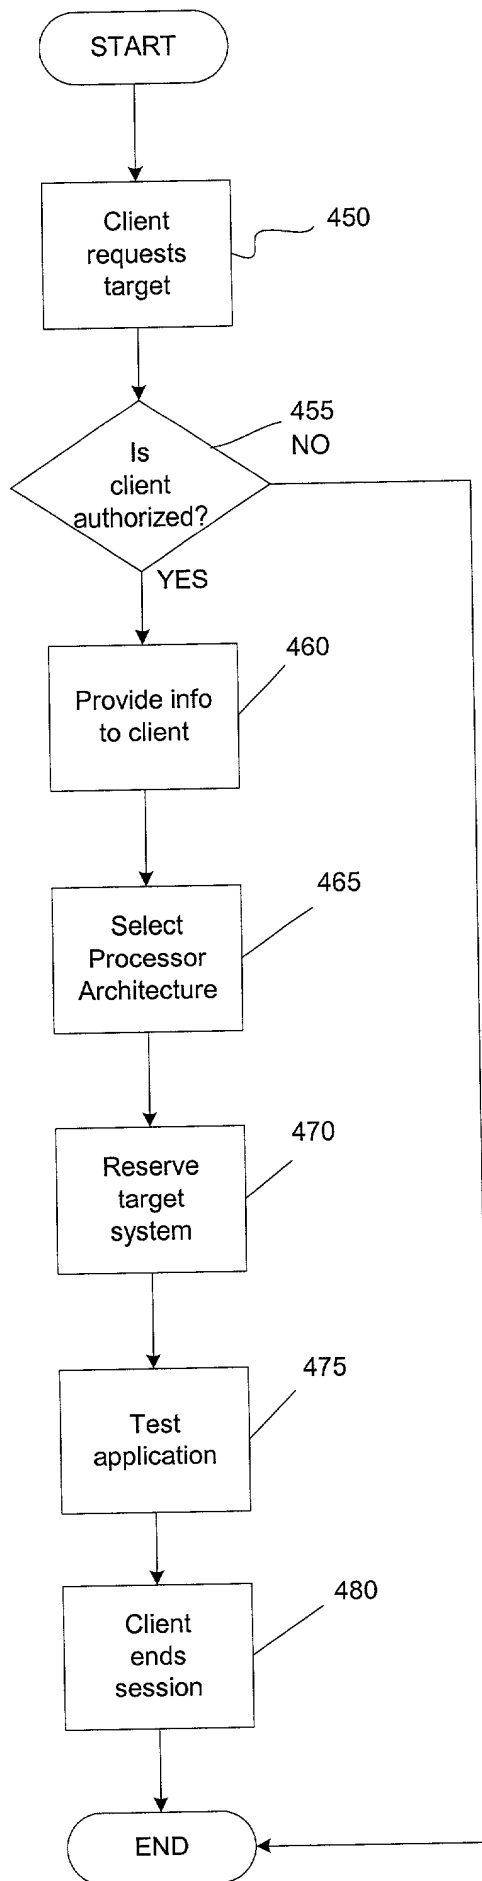 START
Client
requests
target
450
455
NO
Is
client
authorized?
YES
460
Provide info
to client
465
Select
Processor
Architecture
470
Reserve
target
system
475
Test
application
480
Client
ends
session
END